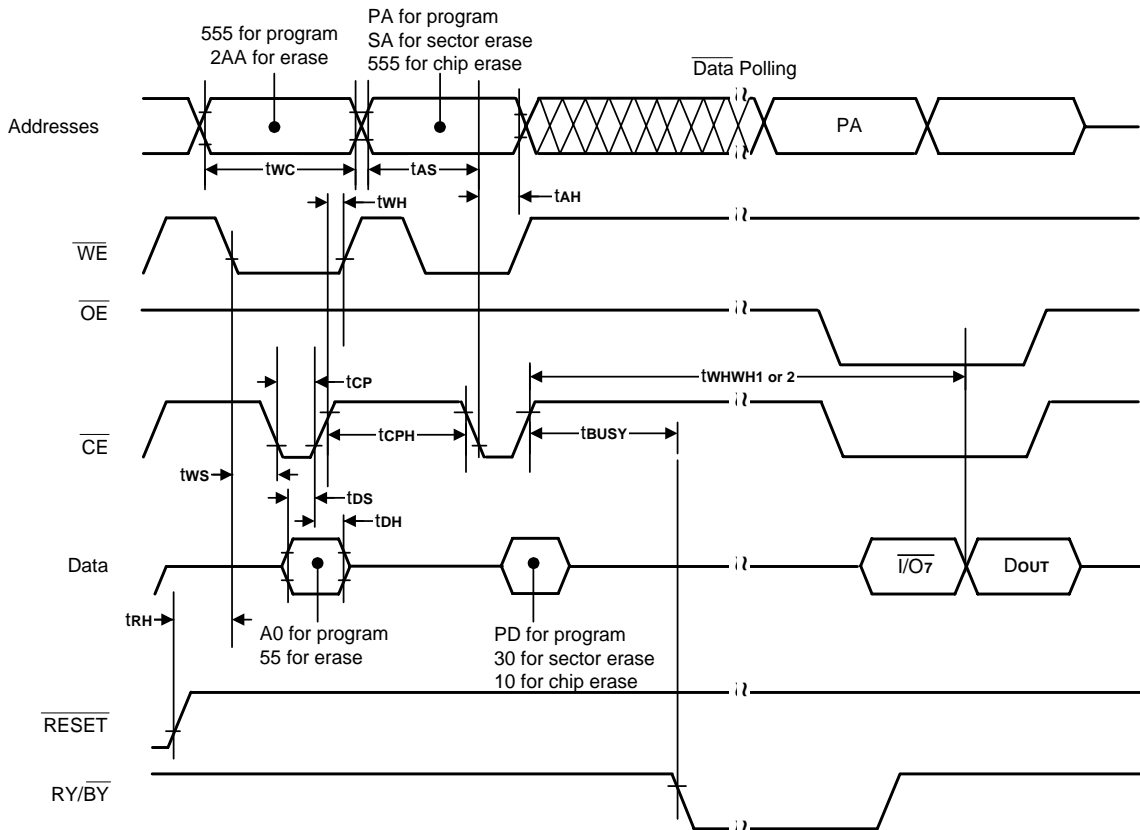 555 for program
2AA for erase
PA for program
SA for sector erase
555 for chip erase
Data Polling
Addresses
PA
tWC
tAS
tWH
tAH
WE
OE
tWHWH1 or 2
tCP
tCPH
tBUSY
CE
tWS
tDS
tDH
Data
I/O7
DOUT
tRH
A0 for program
55 for erase
PD for program
30 for sector erase
10 for chip erase
RESET
RY/BY